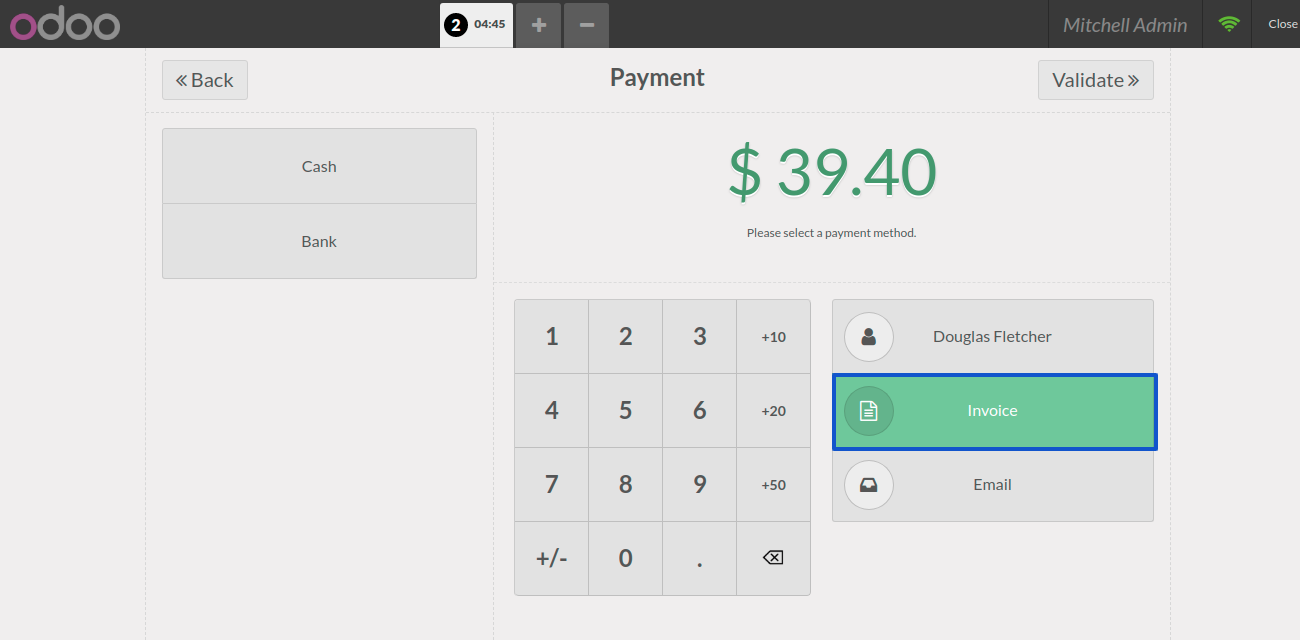 odoo
2 04:45
Mitchell Admin
Close
Back
Payment
Validate
Cash
Bank
$ 39.40
Please select a payment method.
1 2 3 +10
4 5 6 +20
7 8 9 +50
+/- 0 .
Douglas Fletcher
Invoice
Email